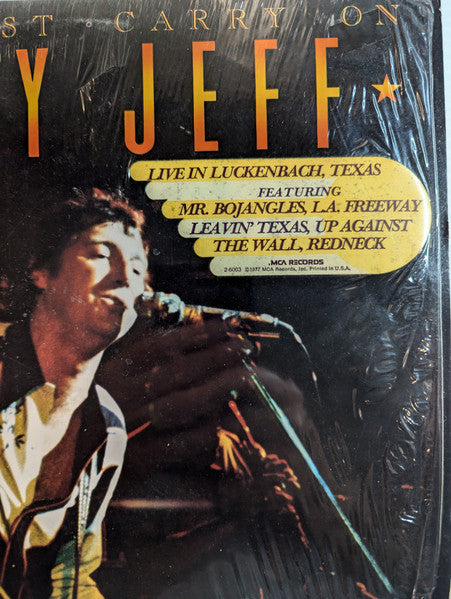 ST CARRY ON
Y JEFF
LIVE IN LUCKENBACH, TEXAS
FEATURING
MR. BOJANGLES, L.A. FREEWAY
LEAVIN' TEXAS, UP AGAINST
THE WALL, REDNECK
MCA RECORDS
2-6003 ©1977 MCA Records, Inc. Printed in U.S.A.